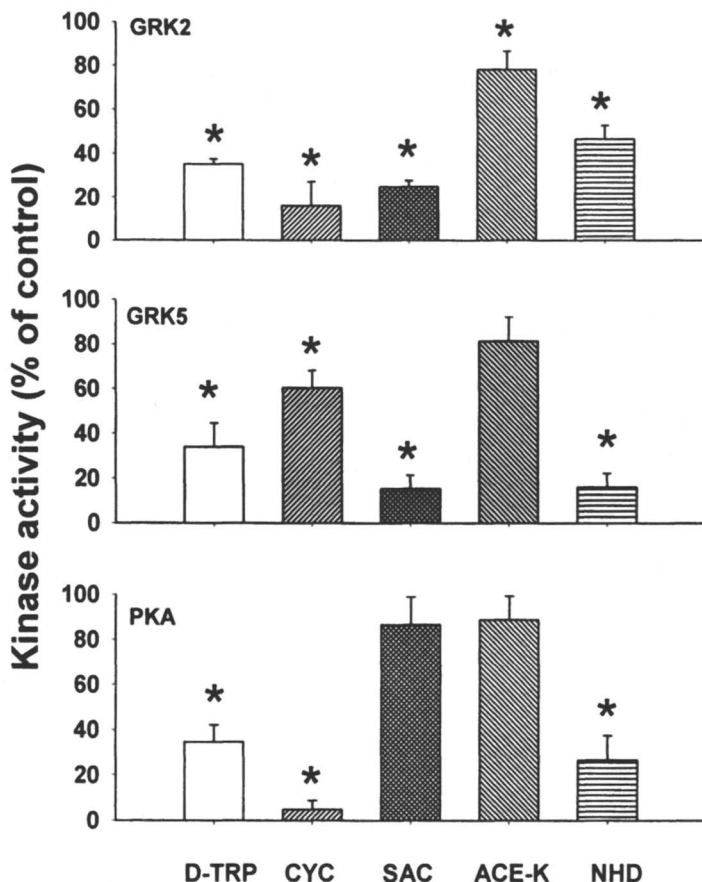 Kinase activity (% of control)
GRK2
100
80
60
40
20
0
* * * * *
GRK5
100
80
60
40
20
0
* * * *
PKA
100
80
60
40
20
0
* * *
D-TRP CYC SAC ACE-K NHD